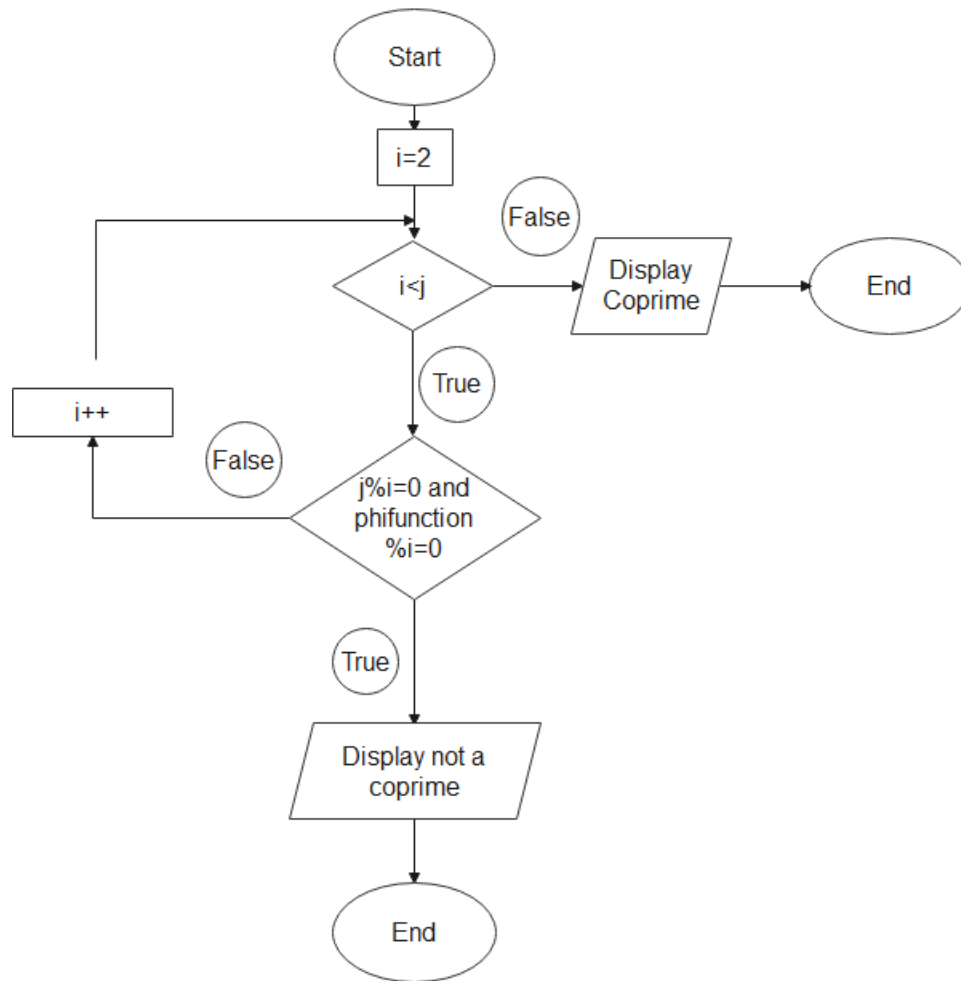 Start
i=2
False
i<j
Display
Coprime
End
True
i++
False
j%i=0 and
phifunction
%i=0
True
Display not a
coprime
End